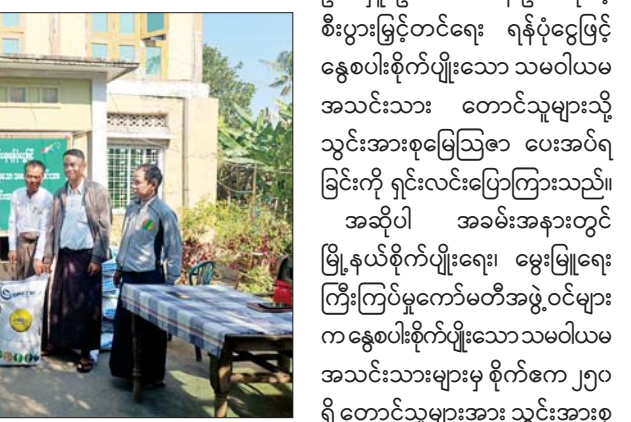 စီးပွားမြှင့်တင်ရေး ရန်ပုံငွေဖြင့်
နွေစပါးစိုက်ပျိုးသော သမဝါယမ
အသင်းသား တောင်သူများသို့
သွင်းအားစုမြေဩဇာ ပေးအပ်ရ
ခြင်းကို ရှင်းလင်းပြောကြားသည်။
အဆိုပါ အခမ်းအနားတွင်
မြို့နယ်စိုက်ပျိုးရေး၊ မွေးမြူရေး
ကြီးကြပ်မှုကော်မတီအဖွဲ့ဝင်များ
က နွေစပါးစိုက်ပျိုးသော သမဝါယမ
အသင်းသားများမှ စိုက်ဧက ၂၅၀
ရှိ တောင်သူများအား သွင်းအားစု